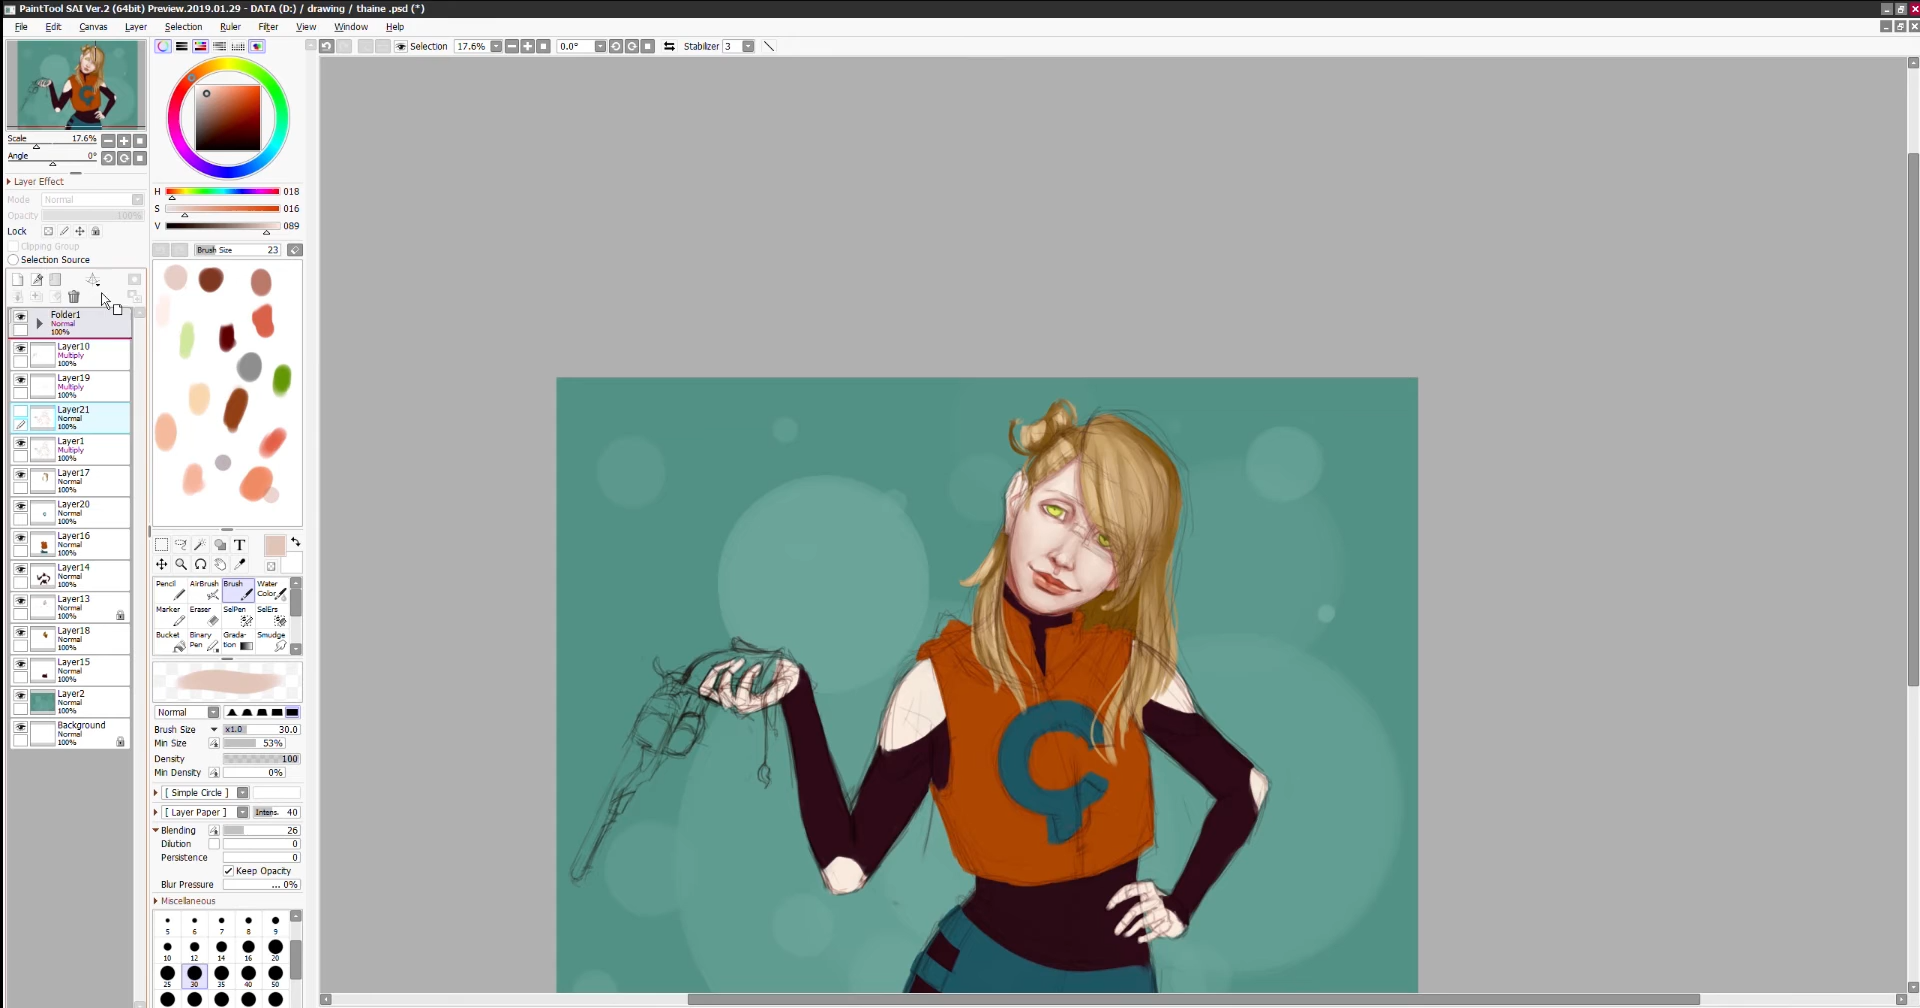 PaintTool SAI Ver.2 (64bit) Preview.2019.01.29 - DATA (D:) / drawing / thaine .psd (*)
File Edit Canvas Layer Selection Ruler Filter View Window Help
Selection 17.6% 0.0° Stabilizer 3
Scale 17.6%
Angle 0°
Layer Effect
Mode Normal
Opacity 100%
Lock
Clipping Group
Selection Source
Folder1
Normal
100%
Layer10
Multiply
100%
Layer19
Multiply
100%
Layer21
Normal
100%
Layer1
Multiply
100%
Layer17
Normal
100%
Layer20
Normal
100%
Layer16
Normal
100%
Layer14
Normal
100%
Layer13
Normal
100%
Layer18
Normal
100%
Layer15
Normal
100%
Layer2
Normal
100%
Background
Normal
100%
H 018
S 016
V 089
Brush Size 23
T
Pencil AirBrush Brush Water Color
Marker Eraser SelPen SelErs
Bucket Binary Pen Grada-tion Smudge
Normal
Brush Size x1.0 30.0
Min Size 53%
Density 100
Min Density 0%
[ Simple Circle ]
[ Layer Paper ] Intens. 40
Blending 26
Dilution 0
Persistence 0
Keep Opacity
Blur Pressure ... 0%
Miscellaneous
5 6 7 8 9
10 12 14 16 20
25 30 35 40 50